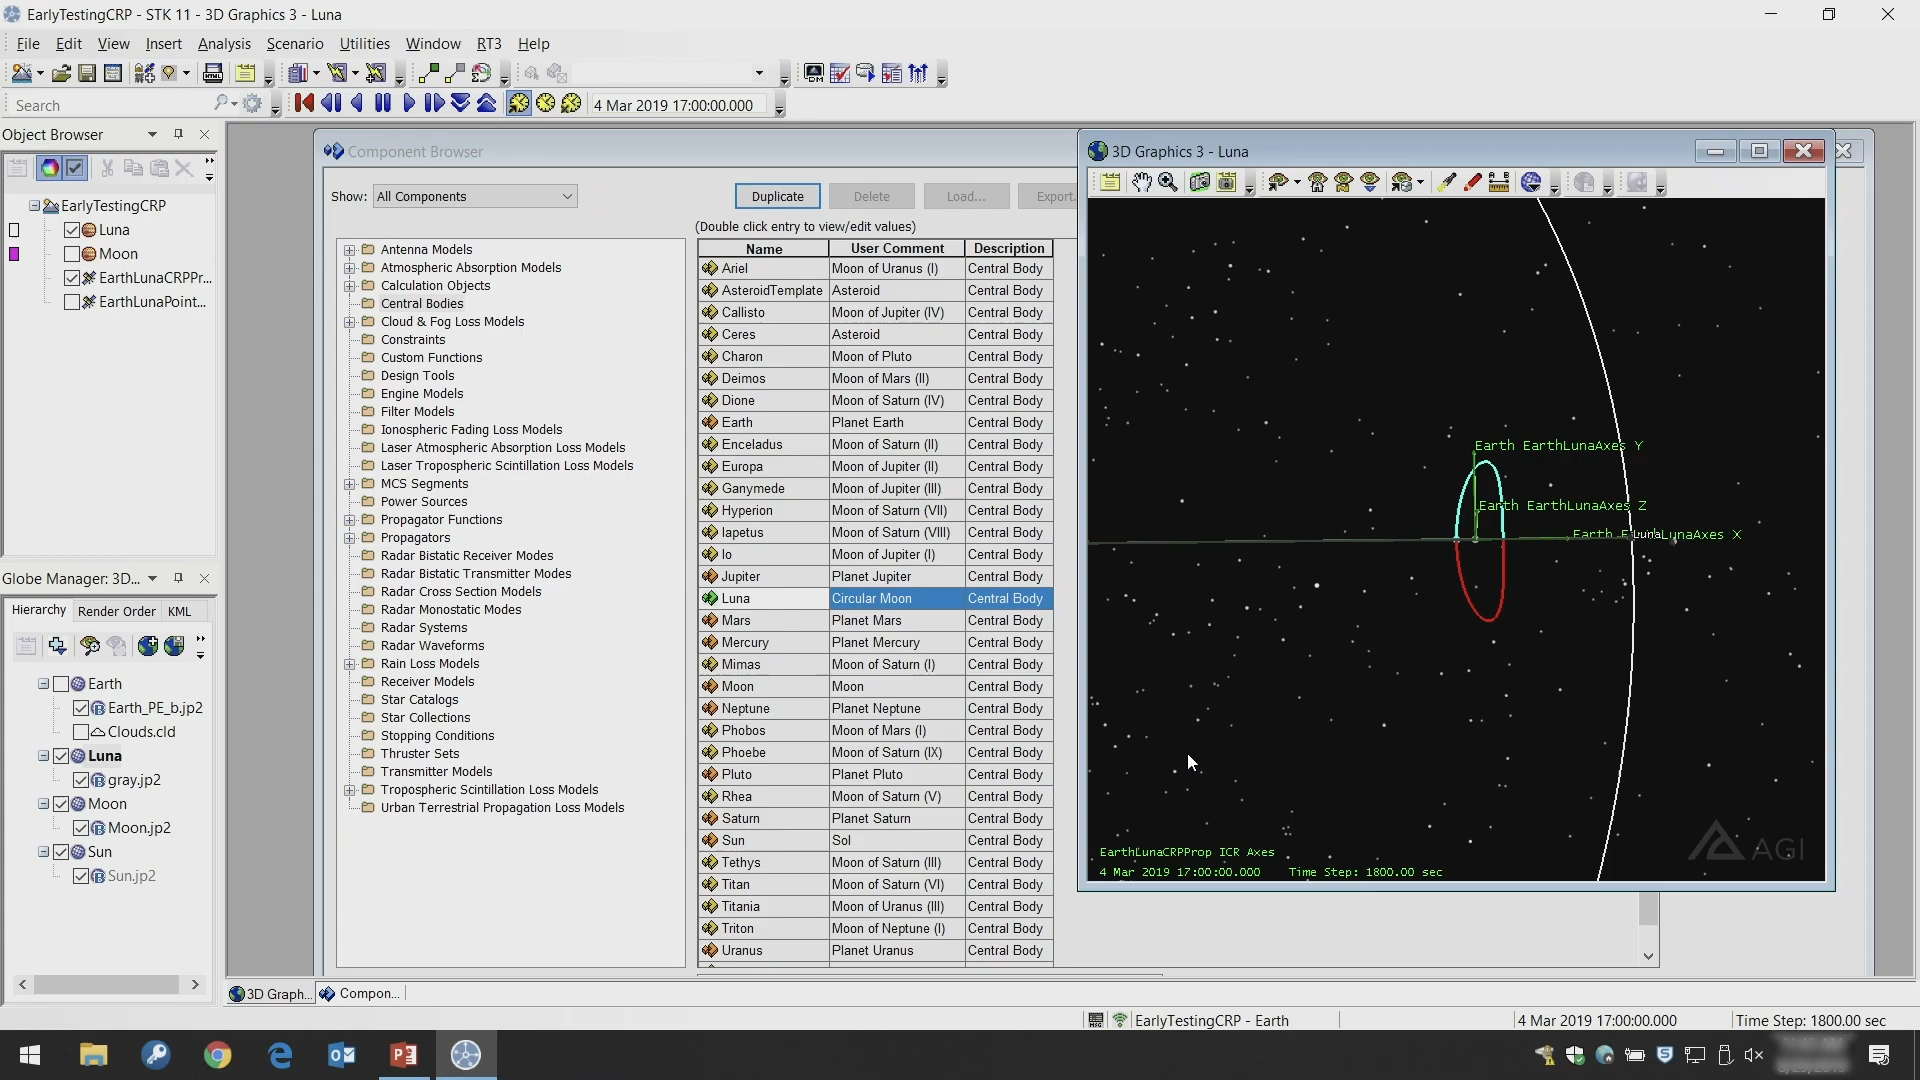 EarlyTestingCRP - STK 11 - 3D Graphics 3 - Luna
File Edit View Insert Analysis Scenario Utilities Window RT3 Help
Search
4 Mar 2019 17:00:00.000
Object Browser
EarlyTestingCRP
Luna
Moon
EarthLunaCRPPr...
EarthLunaPoint...
Globe Manager: 3D...
Hierarchy Render Order KML
Earth
Earth_PE_b.jp2
Clouds.cld
Luna
gray.jp2
Moon
Moon.jp2
Sun
Sun.jp2
Component Browser
Show: All Components
Duplicate Delete Load... Export.
(Double click entry to view/edit values)
Antenna Models
Atmospheric Absorption Models
Calculation Objects
Central Bodies
Cloud & Fog Loss Models
Constraints
Custom Functions
Design Tools
Engine Models
Filter Models
Ionospheric Fading Loss Models
Laser Atmospheric Absorption Loss Models
Laser Tropospheric Scintillation Loss Models
MCS Segments
Power Sources
Propagator Functions
Propagators
Radar Bistatic Receiver Modes
Radar Bistatic Transmitter Modes
Radar Cross Section Models
Radar Monostatic Modes
Radar Systems
Radar Waveforms
Rain Loss Models
Receiver Models
Star Catalogs
Star Collections
Stopping Conditions
Thruster Sets
Transmitter Models
Tropospheric Scintillation Loss Models
Urban Terrestrial Propagation Loss Models
Name User Comment Description
Ariel Moon of Uranus (I) Central Body
AsteroidTemplate Asteroid Central Body
Callisto Moon of Jupiter (IV) Central Body
Ceres Asteroid Central Body
Charon Moon of Pluto Central Body
Deimos Moon of Mars (II) Central Body
Dione Moon of Saturn (IV) Central Body
Earth Planet Earth Central Body
Enceladus Moon of Saturn (II) Central Body
Europa Moon of Jupiter (II) Central Body
Ganymede Moon of Jupiter (III) Central Body
Hyperion Moon of Saturn (VII) Central Body
Iapetus Moon of Saturn (VIII) Central Body
Io Moon of Jupiter (I) Central Body
Jupiter Planet Jupiter Central Body
Luna Circular Moon Central Body
Mars Planet Mars Central Body
Mercury Planet Mercury Central Body
Mimas Moon of Saturn (I) Central Body
Moon Moon Central Body
Neptune Planet Neptune Central Body
Phobos Moon of Mars (I) Central Body
Phoebe Moon of Saturn (IX) Central Body
Pluto Planet Pluto Central Body
Rhea Moon of Saturn (V) Central Body
Saturn Planet Saturn Central Body
Sun Sol Central Body
Tethys Moon of Saturn (III) Central Body
Titan Moon of Saturn (VI) Central Body
Titania Moon of Uranus (III) Central Body
Triton Moon of Neptune (I) Central Body
Uranus Planet Uranus Central Body
3D Graphics 3 - Luna
Earth EarthLunaAxes Y
Earth EarthLunaAxes Z
Earth LunaAxes X
Luna
AGI
EarthLunaCRPProp ICR Axes
4 Mar 2019 17:00:00.000 Time Step: 1800.00 sec
3D Graph... Compon...
EarlyTestingCRP - Earth 4 Mar 2019 17:00:00.000 Time Step: 1800.00 sec